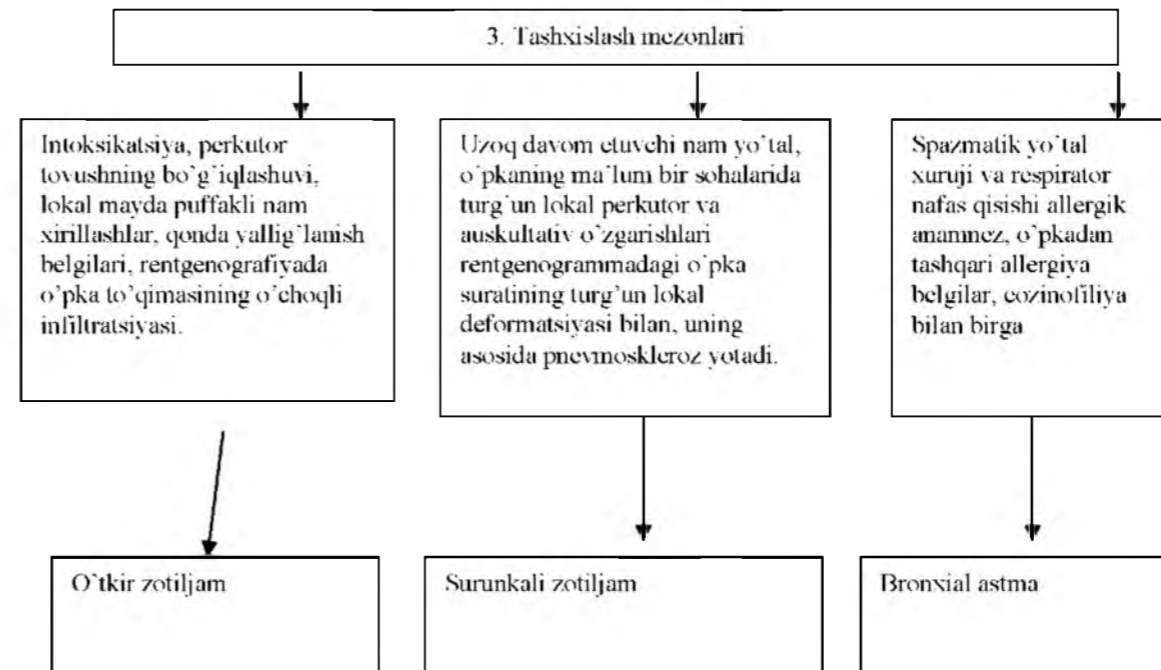 3. Tashxislash mezonlari
Intoksikatsiya, perkutor
tovushning bo`g`iqlashuvi,
lokal mayda puffakli nam
xirillashlar, qonda yallig`lanish
belgilari, rentgenografiyada
o`pka to`qimasining o`choqli
infiltratsiyasi.
Uzoq davom etuvchi nam yo`tal,
o`pkaning ma`lum bir sohalarida
turg`un lokal perkutor va
auskultativ o`zgarishlari
rentgenogrammadagi o`pka
suratining turg`un lokal
deformatsiyasi bilan, uning
asosida pnevmoskleroz yotadi.
Spazmatik yo`tal
xuruji va respirator
nafas qisishi allergik
anamnez, o`pkadan
tashqari allergiya
belgilar, eozinofiliya
bilan birga
O`tkir zotiljam
Surunkali zotiljam
Bronxial astma